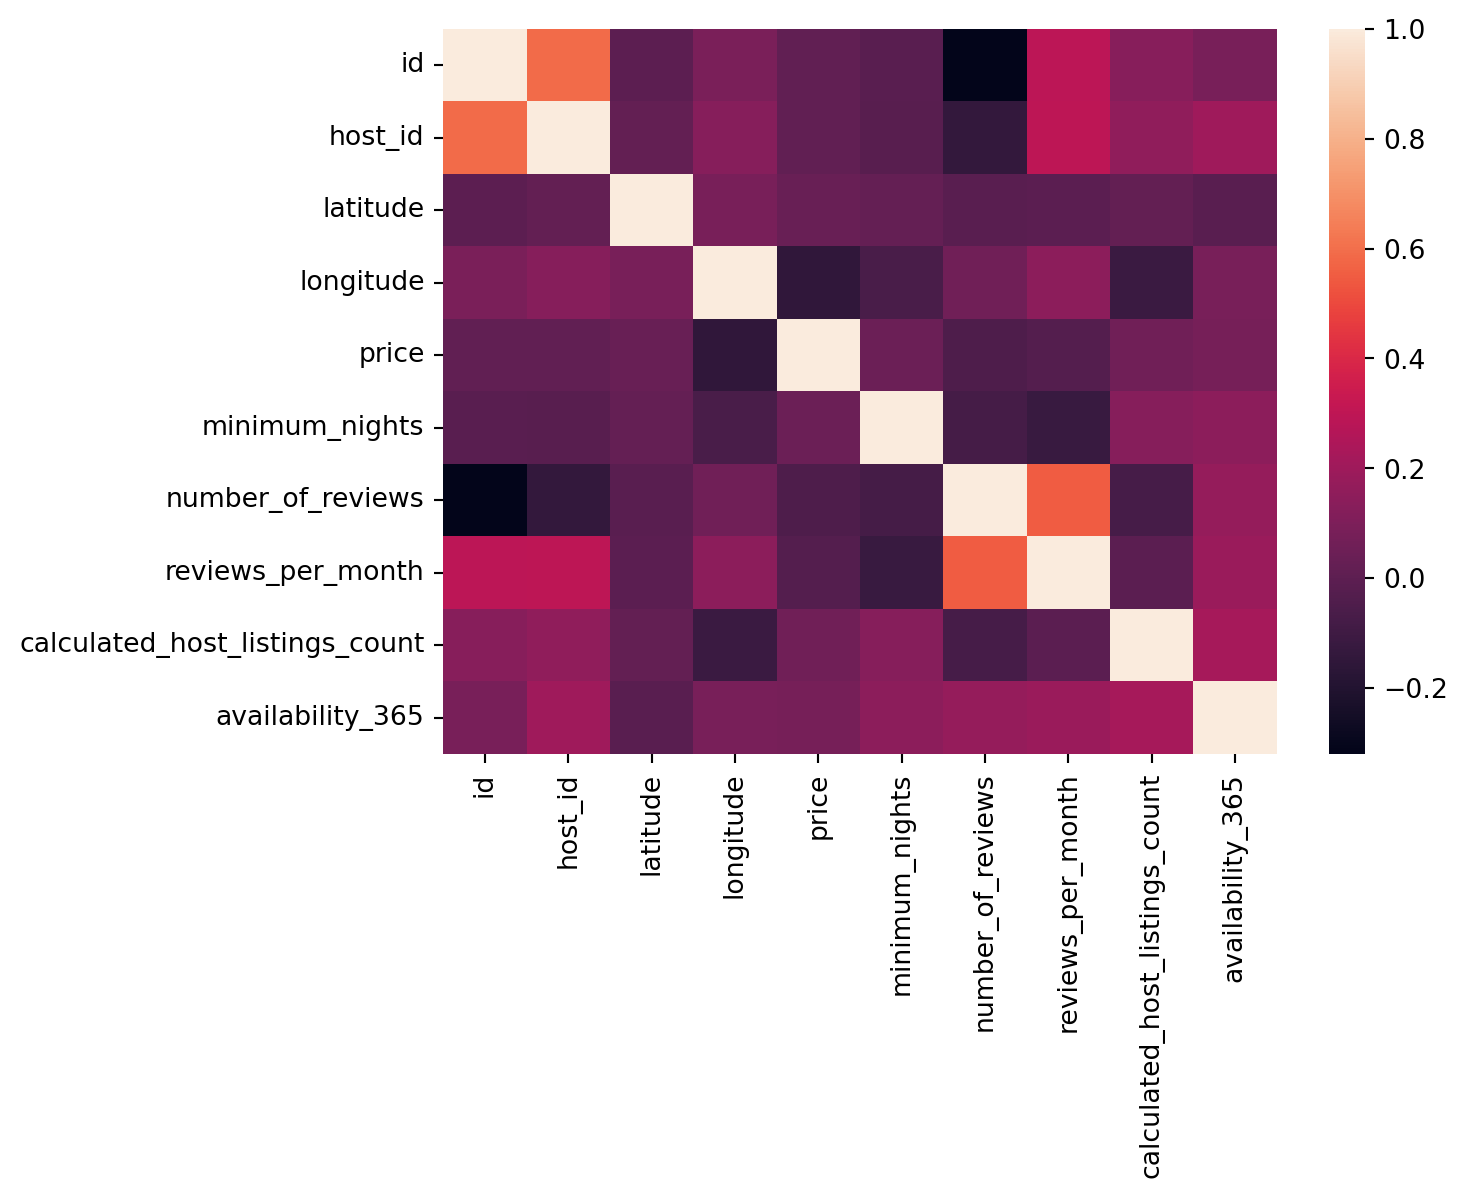 id
host_id
latitude
longitude
price
minimum_nights
number_of_reviews
reviews_per_month
calculated_host_listings_count
availability_365
id
host_id
latitude
longitude
price
minimum_nights
number_of_reviews
reviews_per_month
calculated_host_listings_count
availability_365
1.0
0.8
0.6
0.4
0.2
0.0
−0.2